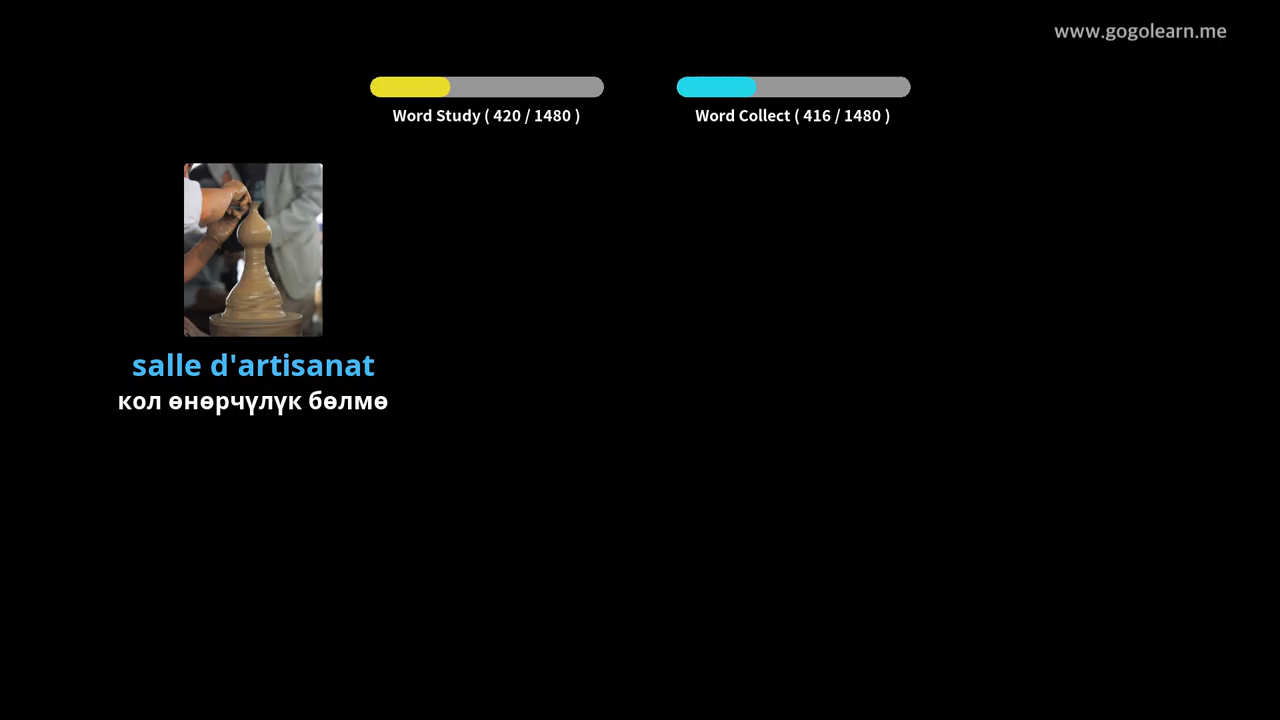 www.gogolearn.me
Word Study ( 420 / 1480 )
Word Collect ( 416 / 1480 )
salle d'artisanat
кол өнөрчүлүк бөлмө